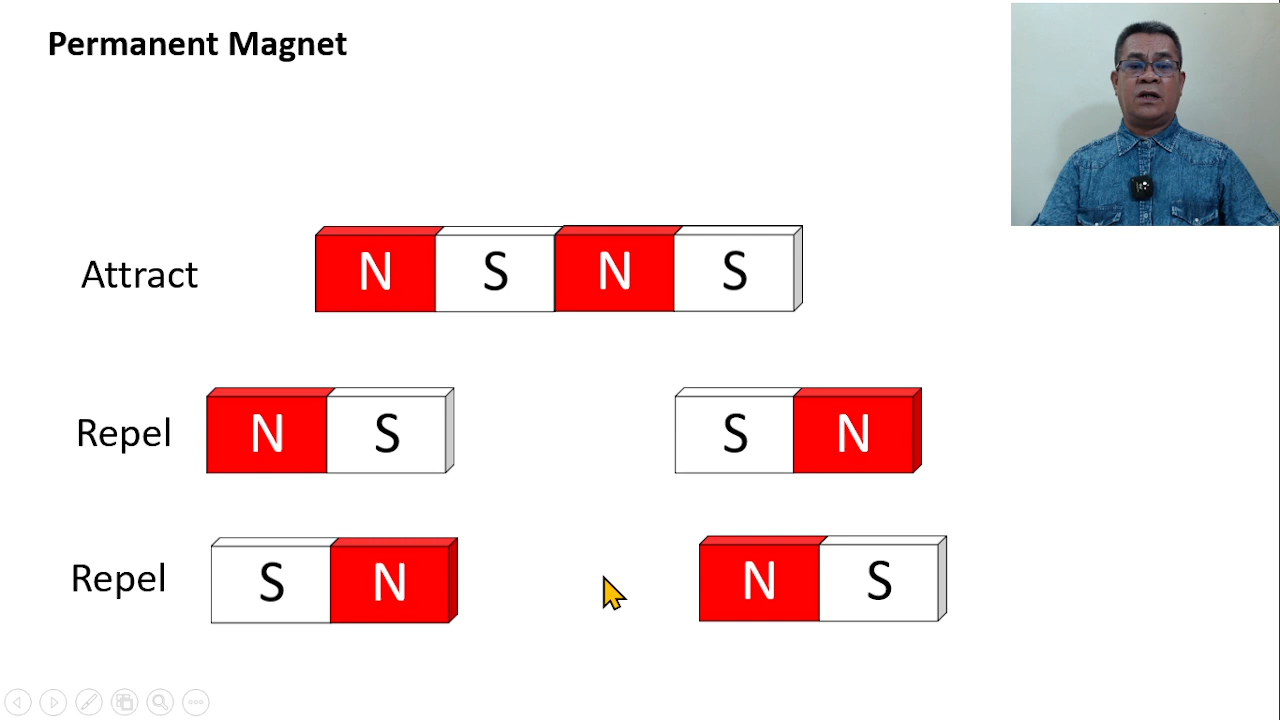 Permanent Magnet
Attract N S N S
Repel N S S N
Repel S N N S